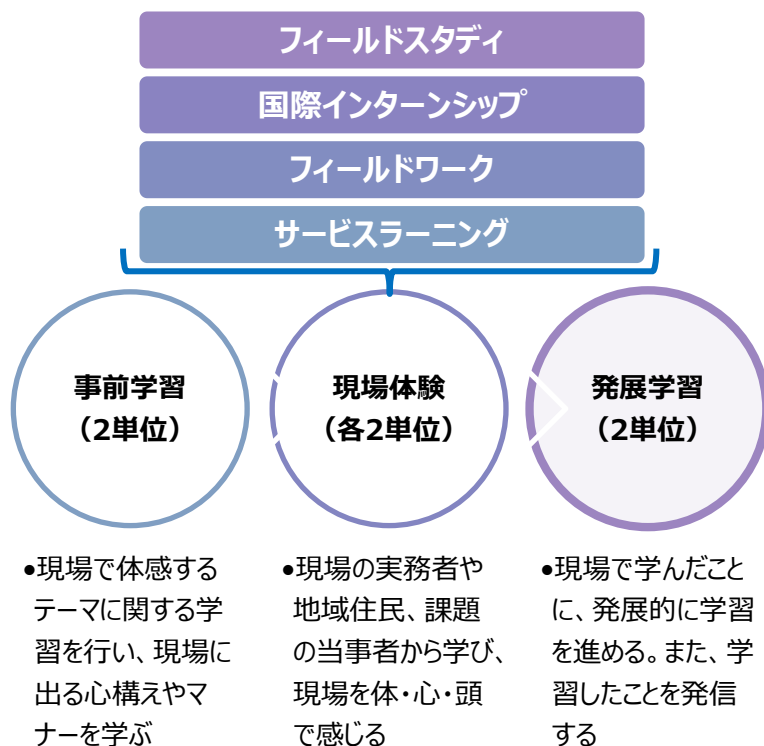 フィールドスタディ
国際インターンシップ
フィールドワーク
サービスラーニング
事前学習
（2単位）
現場体験
（各2単位）
発展学習
（2単位）
•現場で体感する
テーマに関する学
習を行い、現場に
出る心構えやマ
ナーを学ぶ
•現場の実務者や
地域住民、課題
の当事者から学び、
現場を体・心・頭
で感じる
•現場で学んだこと
に、発展的に学習
を進める。また、学
習したことを発信
する